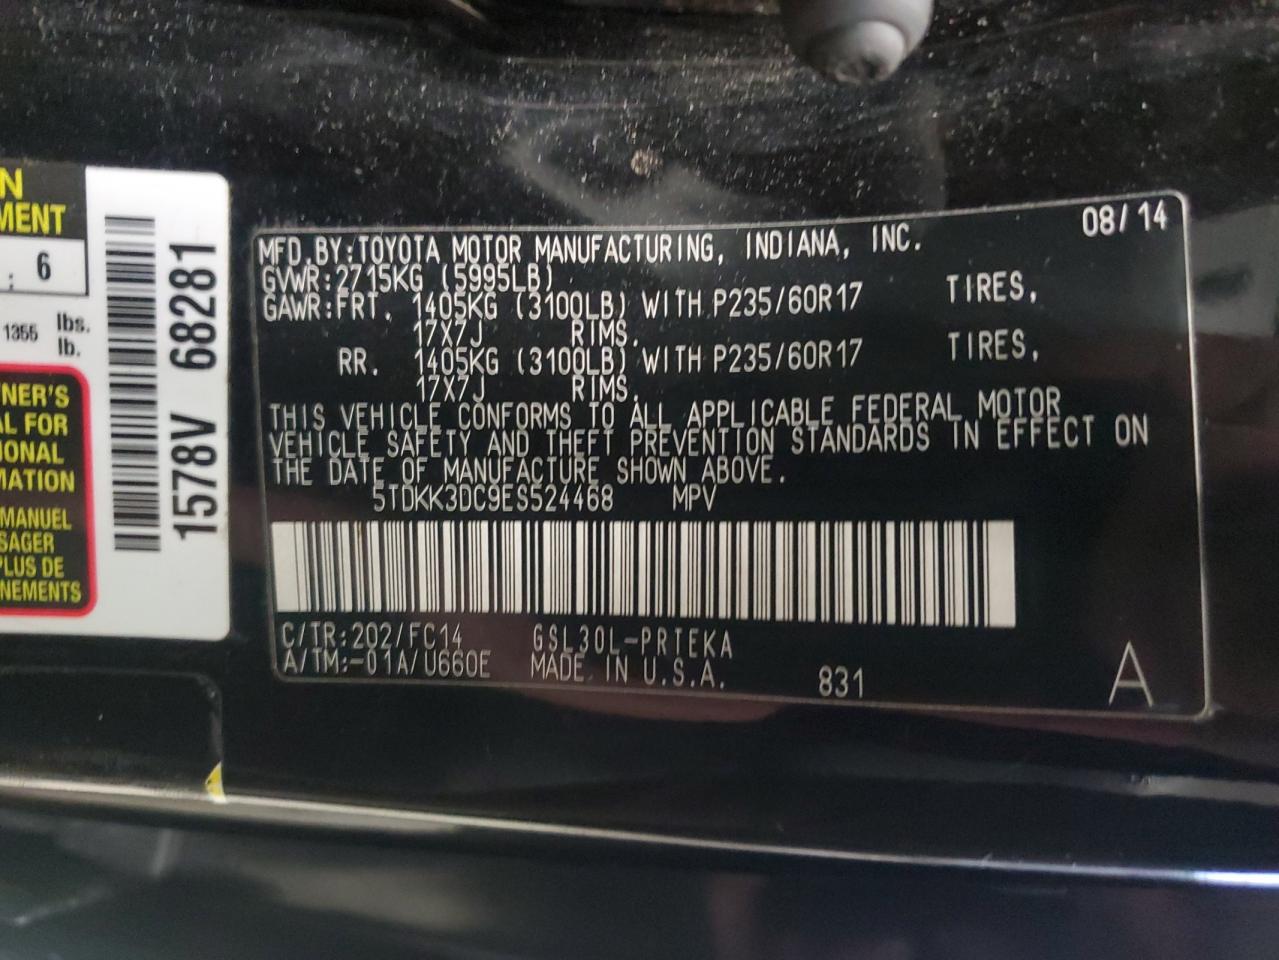 N
MENT
: 6
1355 lbs.
lb.
NER'S
AL FOR
IONAL
MATION
MANUEL
SAGER
PLUS DE
NEMENTS
1578V 68281
08/14
MFD.BY:TOYOTA MOTOR MANUFACTURING, INDIANA, INC.
GVWR:2715KG (5995LB)
GAWR:FRT. 1405KG (3100LB) WITH P235/60R17 TIRES,
17X7J RIMS.
RR. 1405KG (3100LB) WITH P235/60R17 TIRES,
17X7J RIMS.
THIS VEHICLE CONFORMS TO ALL APPLICABLE FEDERAL MOTOR
VEHICLE SAFETY AND THEFT PREVENTION STANDARDS IN EFFECT ON
THE DATE OF MANUFACTURE SHOWN ABOVE.
5TDKK3DC9ES524468 MPV
C/TR:202/FC14 GSL30L-PRTEKA
A/TM:-01A/U660E MADE IN U.S.A. 831
A